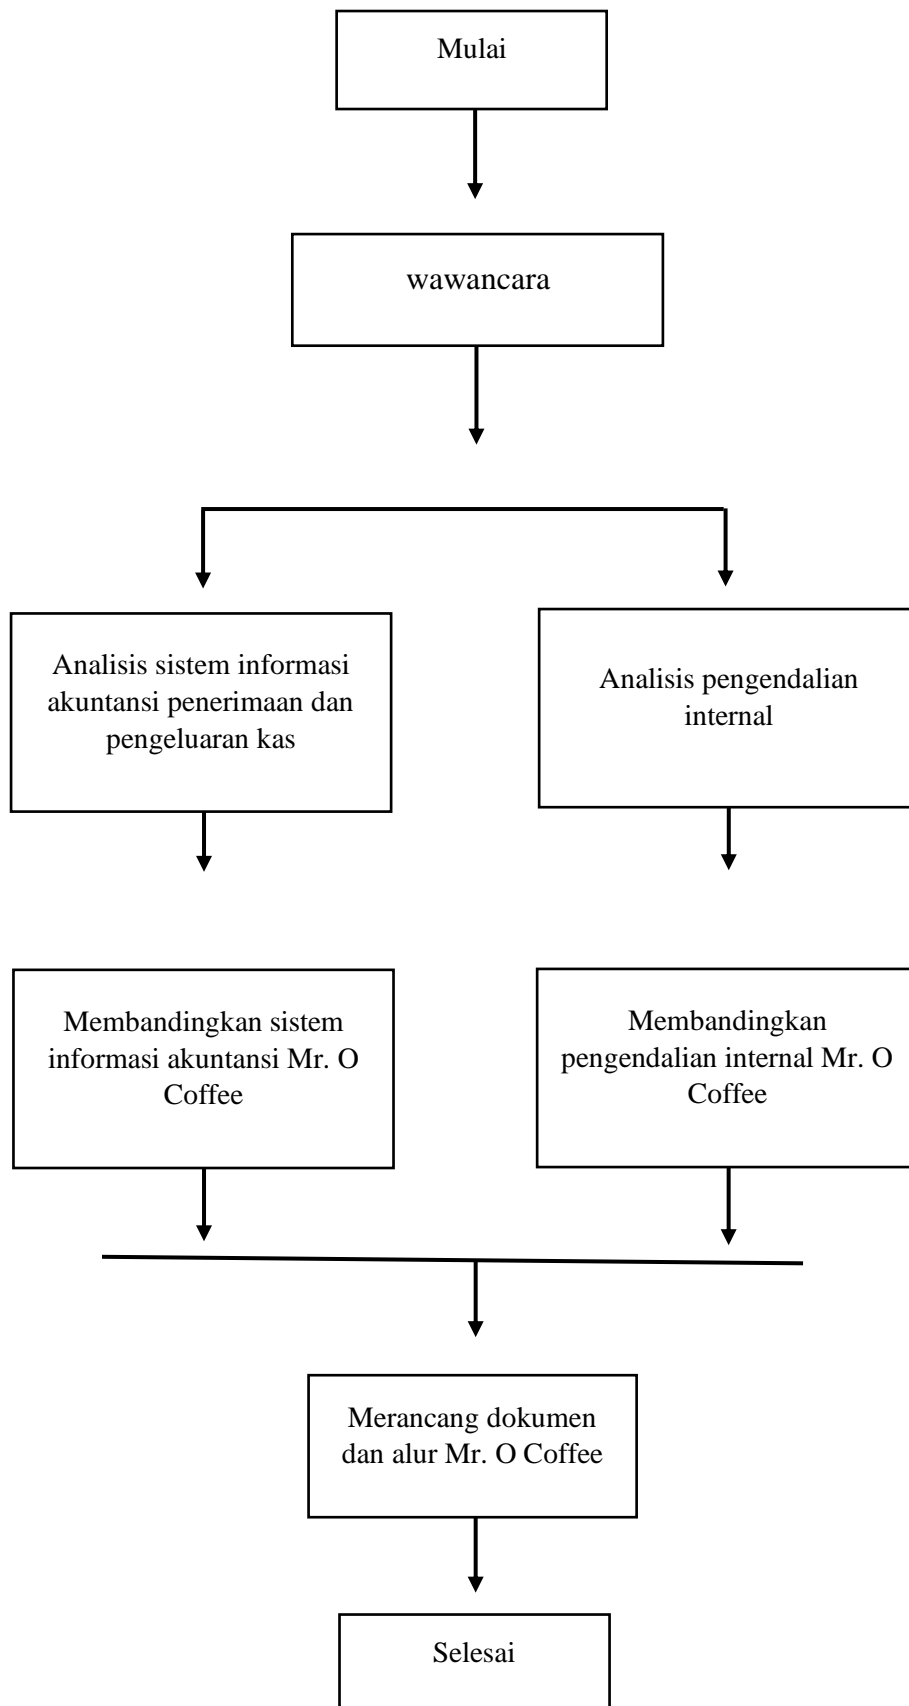 Mulai
wawancara
Analisis sistem informasi
akuntansi penerimaan dan
pengeluaran kas
Analisis pengendalian
internal
Membandingkan sistem
informasi akuntansi Mr. O
Coffee
Membandingkan
pengendalian internal Mr. O
Coffee
Merancang dokumen
dan alur Mr. O Coffee
Selesai